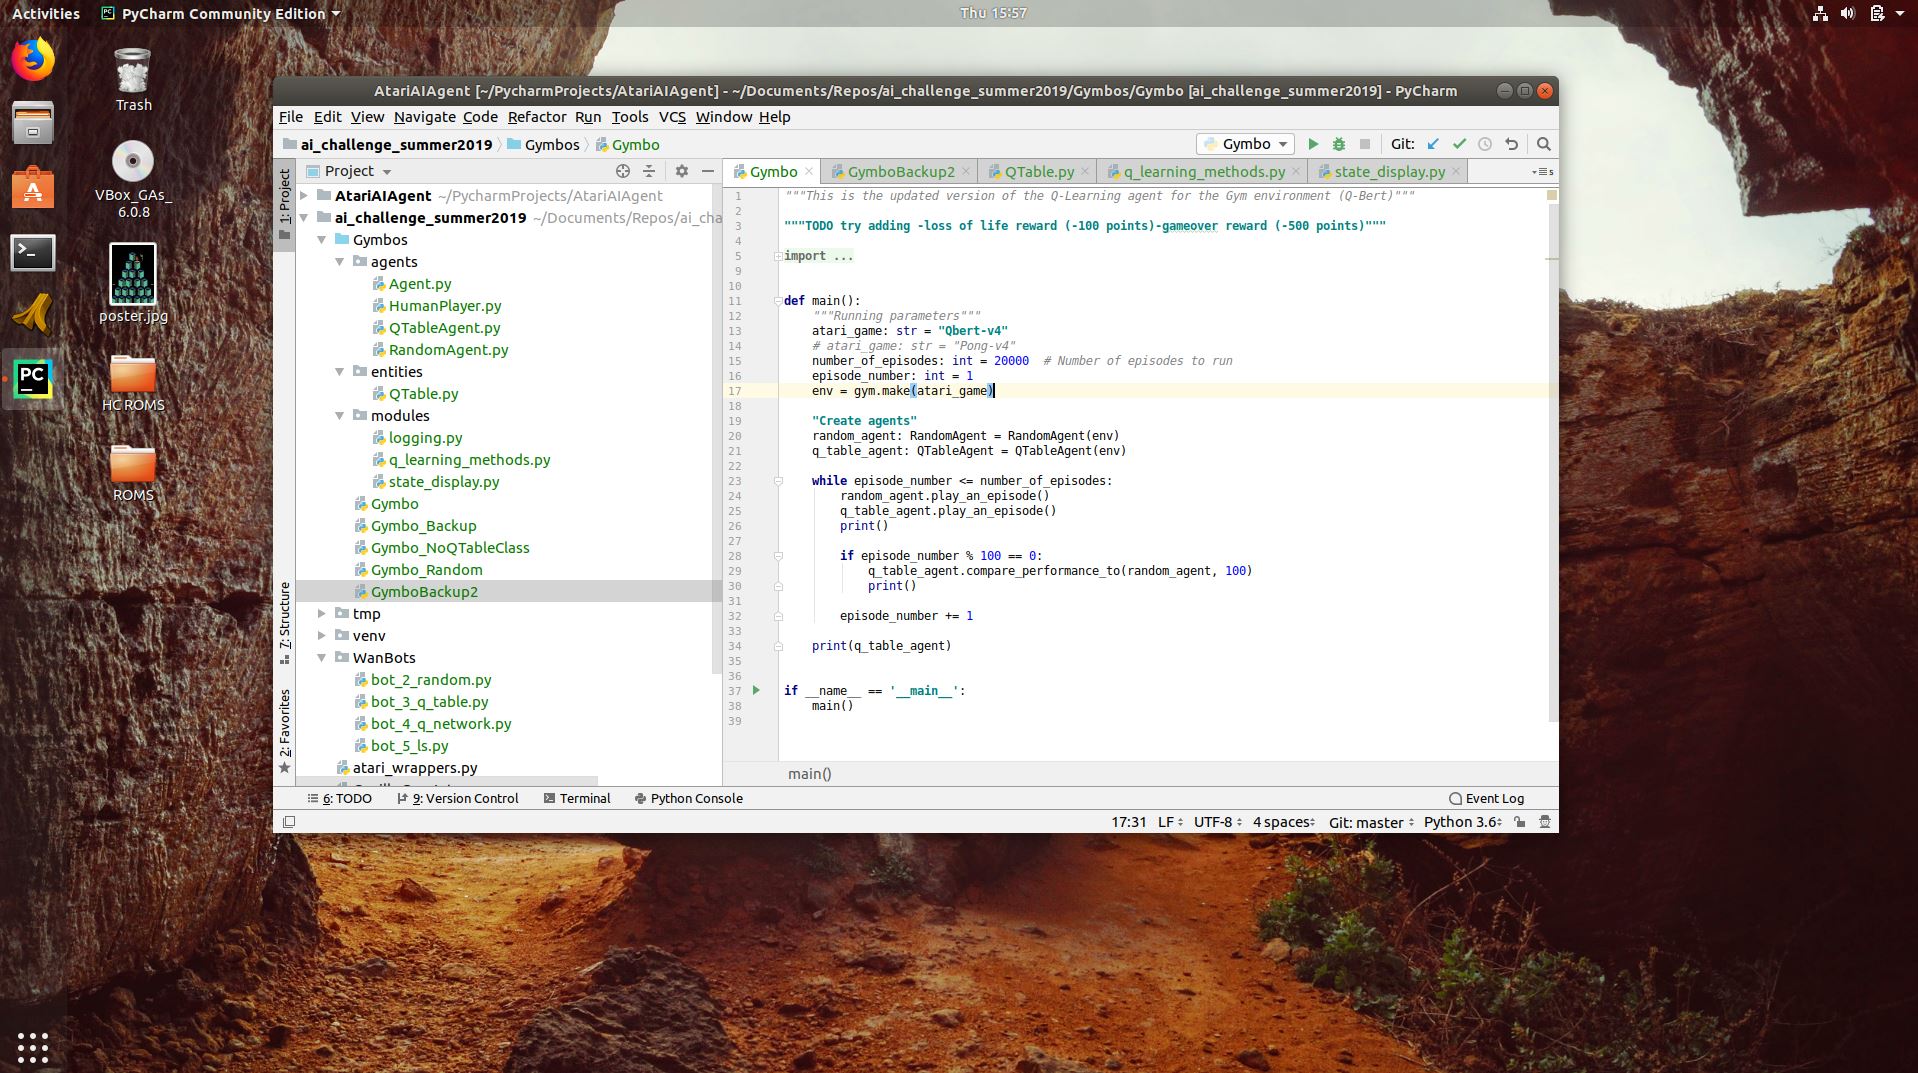 Activities
PyCharm Community Edition
Thu 15:57
Trash
VBox_GAs_
6.0.8
poster.jpg
HC ROMS
ROMS
AtariAIAgent [~/PycharmProjects/AtariAIAgent] - ~/Documents/Repos/ai_challenge_summer2019/Gymbos/Gymbo [ai_challenge_summer2019] - PyCharm
File Edit View Navigate Code Refactor Run Tools VCS Window Help
ai_challenge_summer2019 Gymbos Gymbo
Gymbo Git:
1: Project
7: Structure
2: Favorites
Project
AtariAIAgent ~/PycharmProjects/AtariAIAgent
ai_challenge_summer2019 ~/Documents/Repos/ai_cha
Gymbos
agents
Agent.py
HumanPlayer.py
QTableAgent.py
RandomAgent.py
entities
QTable.py
modules
logging.py
q_learning_methods.py
state_display.py
Gymbo
Gymbo_Backup
Gymbo_NoQTableClass
Gymbo_Random
GymboBackup2
tmp
venv
WanBots
bot_2_random.py
bot_3_q_table.py
bot_4_q_network.py
bot_5_ls.py
atari_wrappers.py
Gymbo GymboBackup2 QTable.py q_learning_methods.py state_display.py
1 """This is the updated version of the Q-Learning agent for the Gym environment (Q-Bert)"""
2
3 """TODO try adding -loss of life reward (-100 points)-gameover reward (-500 points)"""
4
5 import ...
9
10
11 def main():
12 """Running parameters"""
13 atari_game: str = "Qbert-v4"
14 # atari_game: str = "Pong-v4"
15 number_of_episodes: int = 20000 # Number of episodes to run
16 episode_number: int = 1
17 env = gym.make(atari_game)
18
19 "Create agents"
20 random_agent: RandomAgent = RandomAgent(env)
21 q_table_agent: QTableAgent = QTableAgent(env)
22
23 while episode_number <= number_of_episodes:
24 random_agent.play_an_episode()
25 q_table_agent.play_an_episode()
26 print()
27
28 if episode_number % 100 == 0:
29 q_table_agent.compare_performance_to(random_agent, 100)
30 print()
31
32 episode_number += 1
33
34 print(q_table_agent)
35
36
37 if __name__ == '__main__':
38 main()
39
main()
6: TODO 9: Version Control Terminal Python Console Event Log
17:31 LF UTF-8 4 spaces Git: master Python 3.6